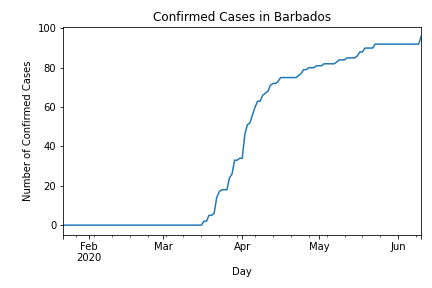 Confirmed Cases in Barbados
Number of Confirmed Cases
100
80
60
40
20
0
Feb Mar Apr May Jun
2020
Day